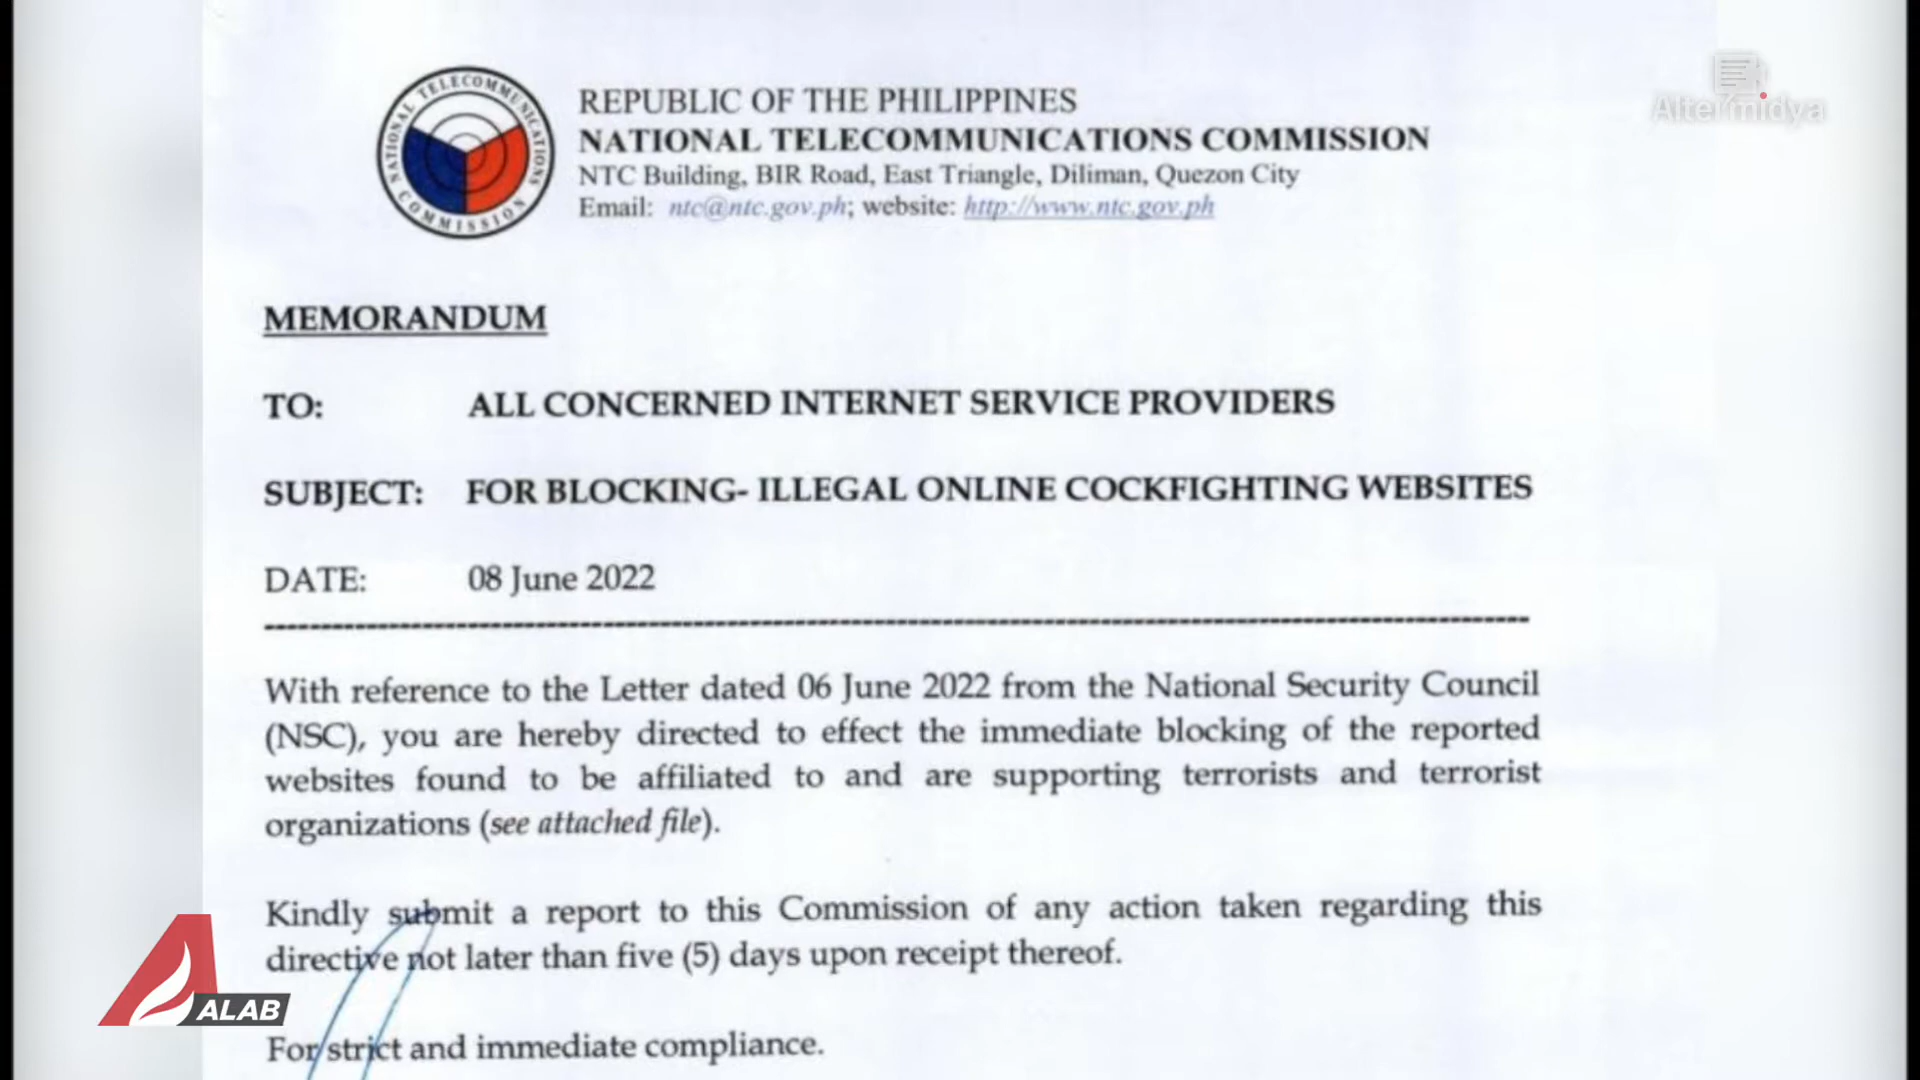 NATIONAL TELECOMMUNICATIONS COMMISSION
REPUBLIC OF THE PHILIPPINES
NATIONAL TELECOMMUNICATIONS COMMISSION
NTC Building, BIR Road, East Triangle, Diliman, Quezon City
Email: ntc@ntc.gov.ph; website: http://www.ntc.gov.ph
Altermidya
MEMORANDUM
TO: ALL CONCERNED INTERNET SERVICE PROVIDERS
SUBJECT: FOR BLOCKING- ILLEGAL ONLINE COCKFIGHTING WEBSITES
DATE: 08 June 2022
--------------------------------------------------------------------------------
With reference to the Letter dated 06 June 2022 from the National Security Council
(NSC), you are hereby directed to effect the immediate blocking of the reported
websites found to be affiliated to and are supporting terrorists and terrorist
organizations (see attached file).
Kindly submit a report to this Commission of any action taken regarding this
directive not later than five (5) days upon receipt thereof.
For strict and immediate compliance.
ALAB